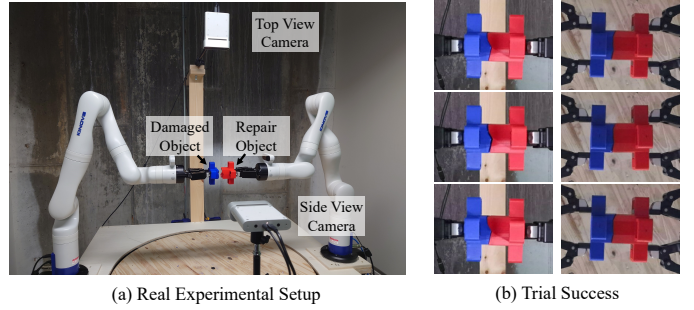 Top View
Camera
Damaged
Object
Repair
Object
Side View
Camera
(a) Real Experimental Setup
(b) Trial Success